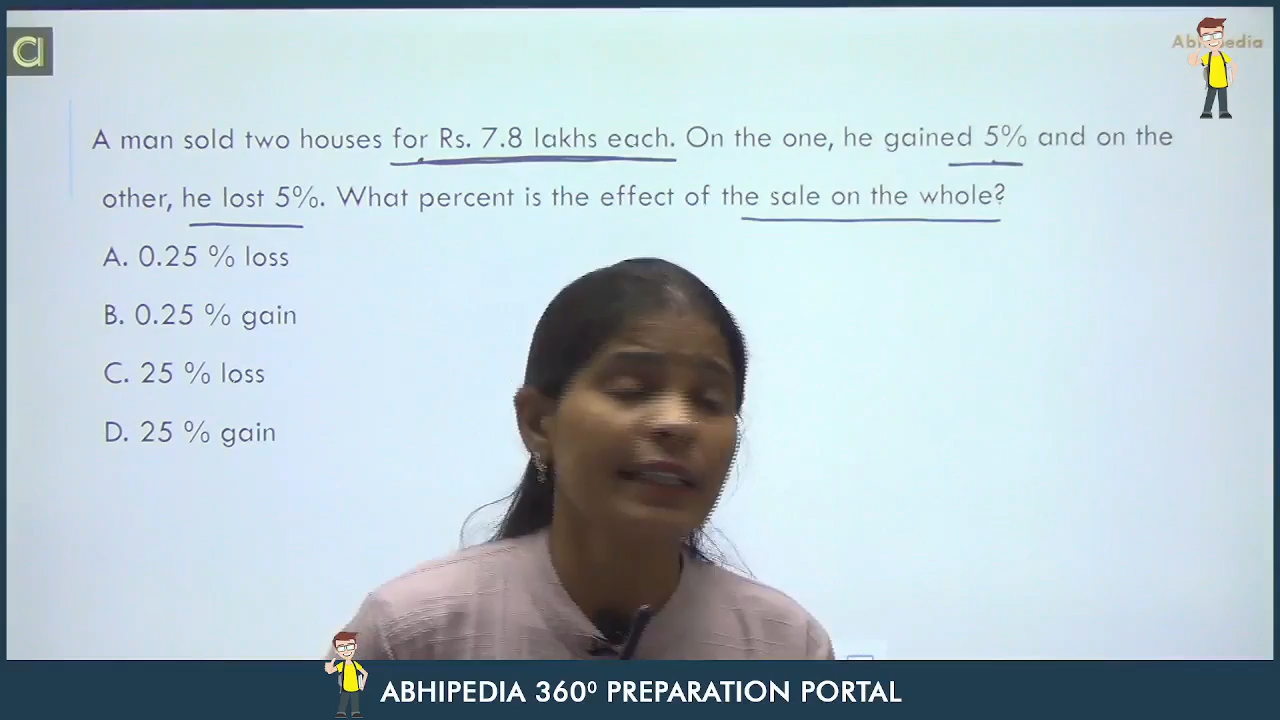 Abhipedia
A man sold two houses for Rs. 7.8 lakhs each. On the one, he gained 5% and on the
other, he lost 5%. What percent is the effect of the sale on the whole?
A. 0.25 % loss
B. 0.25 % gain
C. 25 % loss
D. 25 % gain
ABHIPEDIA 360⁰ PREPARATION PORTAL